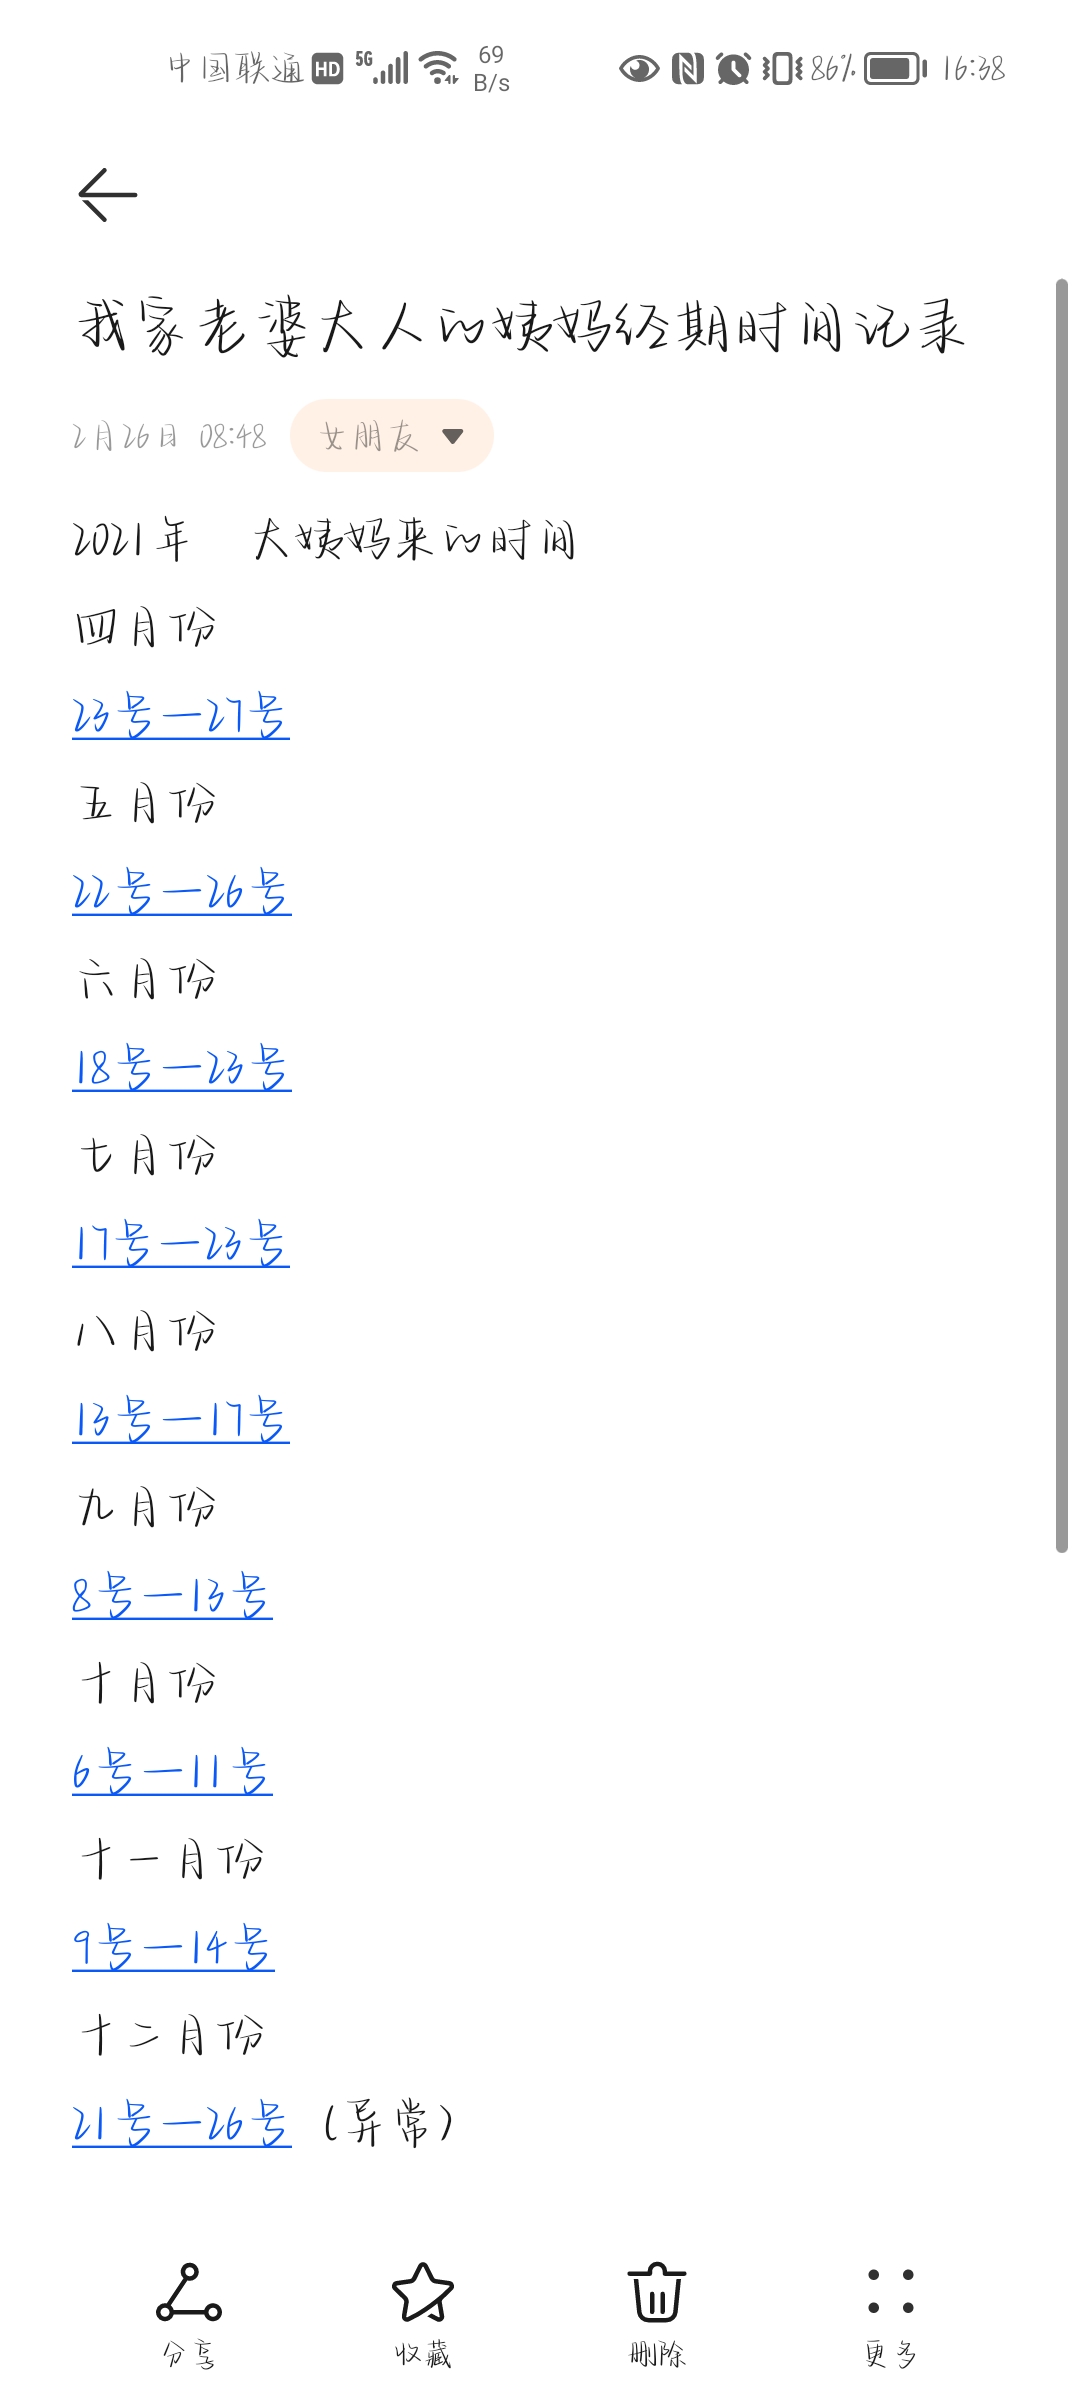 中国联通 HD 5G 69 B/s 86% 16:38
我家老婆大人的姨妈经期时间记录
2月26日 08:48 女朋友
2021年 大姨妈来的时间
四月份
23号—27号
五月份
22号—26号
六月份
18号—23号
七月份
17号—23号
八月份
13号—17号
九月份
8号—13号
十月份
6号—11号
十一月份
9号—14号
十二月份
21号—26号（异常）
分享 收藏 删除 更多